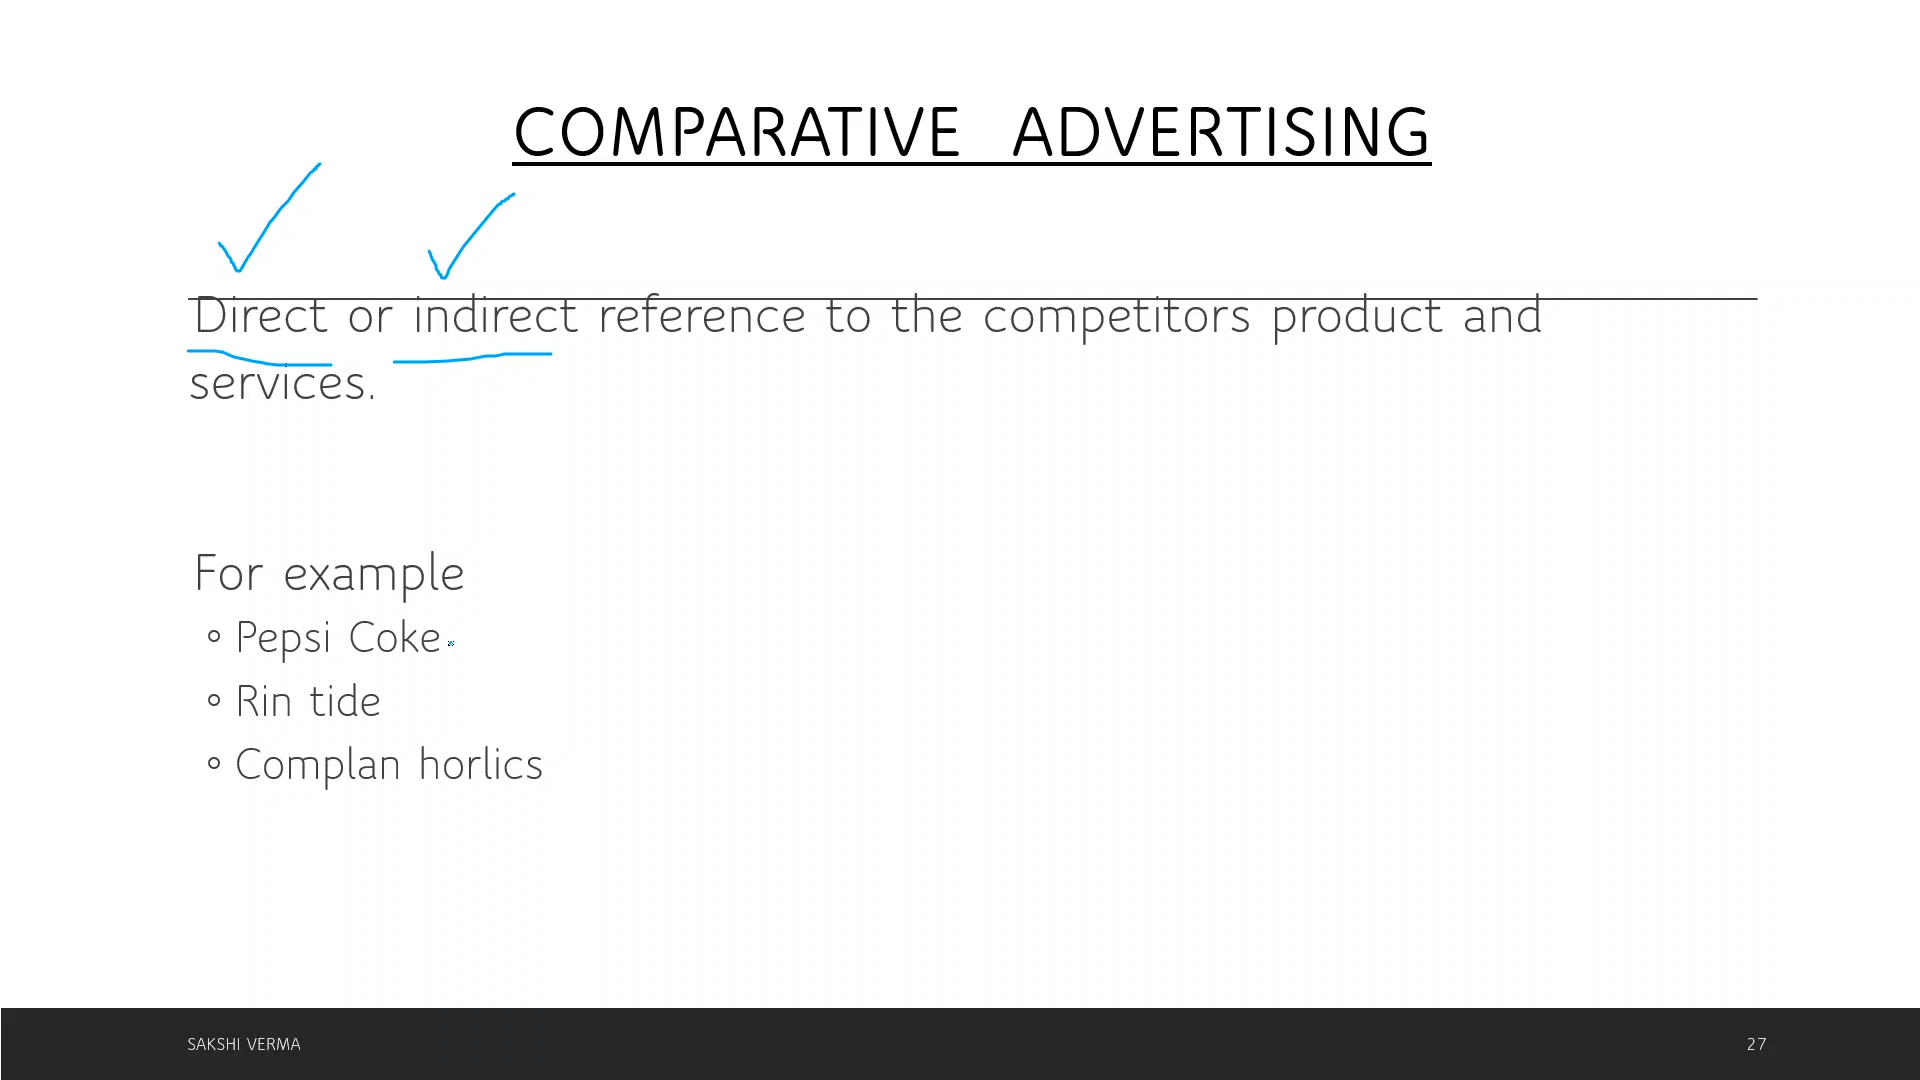 COMPARATIVE ADVERTISING
Direct or indirect reference to the competitors product and
services.
For example
◦ Pepsi Coke
◦ Rin tide
◦ Complan horlics
SAKSHI VERMA
27